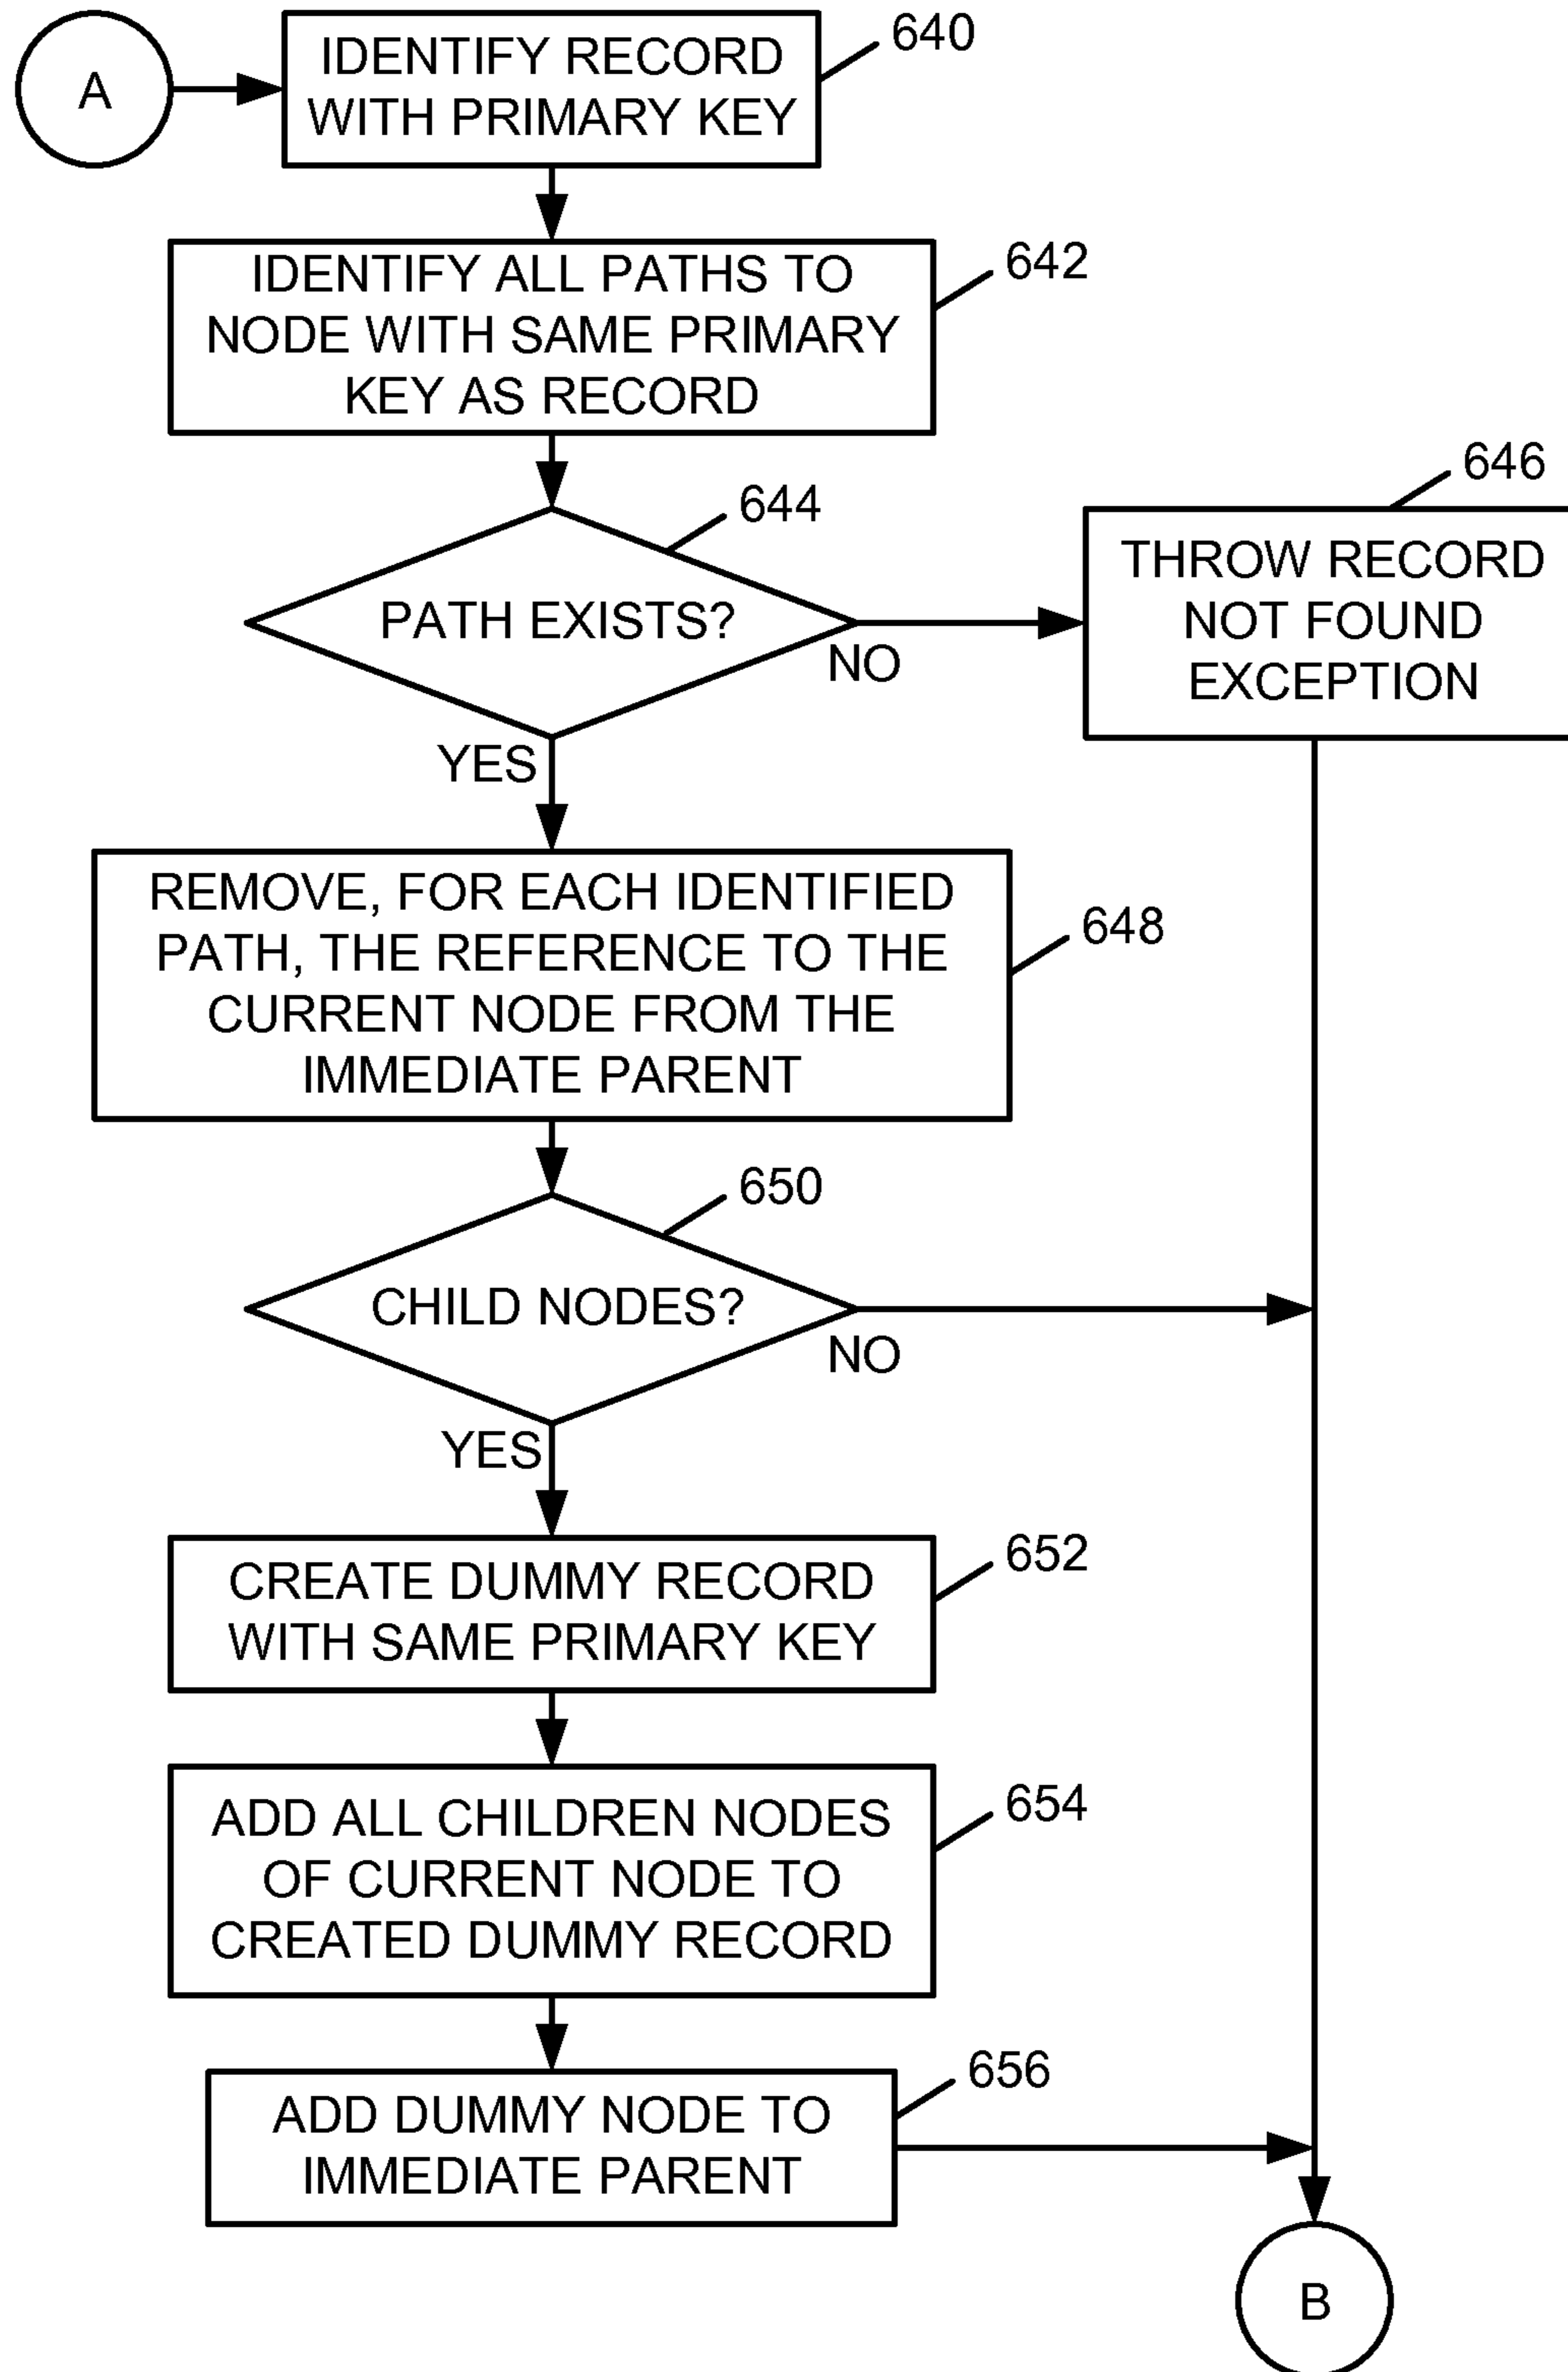 A
IDENTIFY RECORD
WITH PRIMARY KEY
640
IDENTIFY ALL PATHS TO
NODE WITH SAME PRIMARY
KEY AS RECORD
642
PATH EXISTS?
644
NO
YES
THROW RECORD
NOT FOUND
EXCEPTION
646
REMOVE, FOR EACH IDENTIFIED
PATH, THE REFERENCE TO THE
CURRENT NODE FROM THE
IMMEDIATE PARENT
648
CHILD NODES?
650
NO
YES
CREATE DUMMY RECORD
WITH SAME PRIMARY KEY
652
ADD ALL CHILDREN NODES
OF CURRENT NODE TO
CREATED DUMMY RECORD
654
ADD DUMMY NODE TO
IMMEDIATE PARENT
656
B